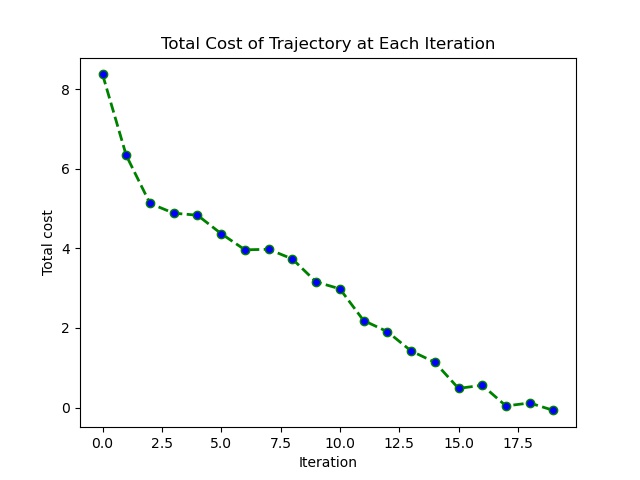 Total Cost of Trajectory at Each Iteration
8
6
4
2
0
Total cost
0.0 2.5 5.0 7.5 10.0 12.5 15.0 17.5
Iteration